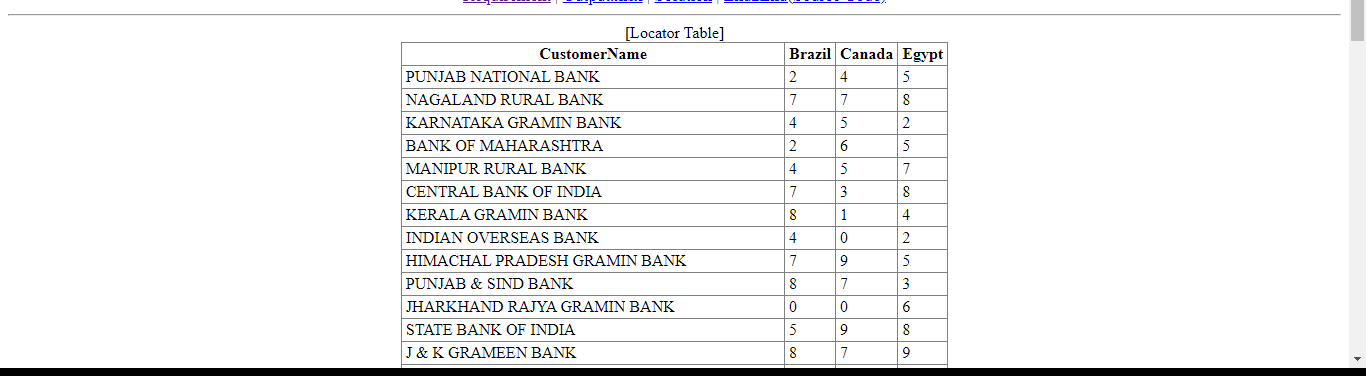 [Locator Table]
CustomerName Brazil Canada Egypt
PUNJAB NATIONAL BANK 2 4 5
NAGALAND RURAL BANK 7 7 8
KARNATAKA GRAMIN BANK 4 5 2
BANK OF MAHARASHTRA 2 6 5
MANIPUR RURAL BANK 4 5 7
CENTRAL BANK OF INDIA 7 3 8
KERALA GRAMIN BANK 8 1 4
INDIAN OVERSEAS BANK 4 0 2
HIMACHAL PRADESH GRAMIN BANK 7 9 5
PUNJAB & SIND BANK 8 7 3
JHARKHAND RAJYA GRAMIN BANK 0 0 6
STATE BANK OF INDIA 5 9 8
J & K GRAMEEN BANK 8 7 9